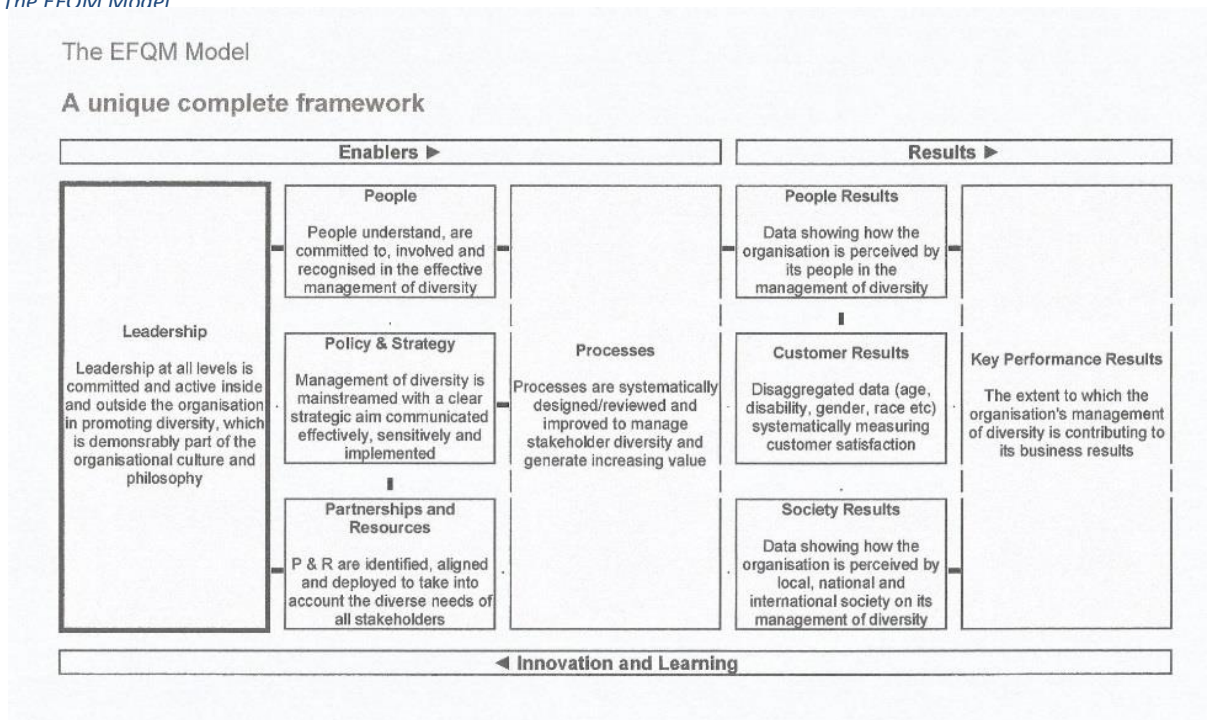 The EFQM Model
The EFQM Model
A unique complete framework
Enablers ►
Results ►
Leadership
Leadership at all levels is
committed and active inside
and outside the organisation
in promoting diversity, which
is demonsrably part of the
organisational culture and
philosophy
People
People understand, are
committed to, involved and
recognised in the effective
management of diversity
Policy & Strategy
Management of diversity is
mainstreamed with a clear
strategic aim communicated
effectively, sensitively and
implemented
Partnerships and
Resources
P & R are identified, aligned
and deployed to take into
account the diverse needs of
all stakeholders
Processes
Processes are systematically
designed/reviewed and
improved to manage
stakeholder diversity and
generate increasing value
People Results
Data showing how the
organisation is perceived by
its people in the
management of diversity
Customer Results
Disaggregated data (age,
disability, gender, race etc)
systematically measuring
customer satisfaction
Society Results
Data showing how the
organisation is perceived by
local, national and
international society on its
management of diversity
Key Performance Results
The extent to which the
organisation's management
of diversity is contributing to
its business results
◄ Innovation and Learning